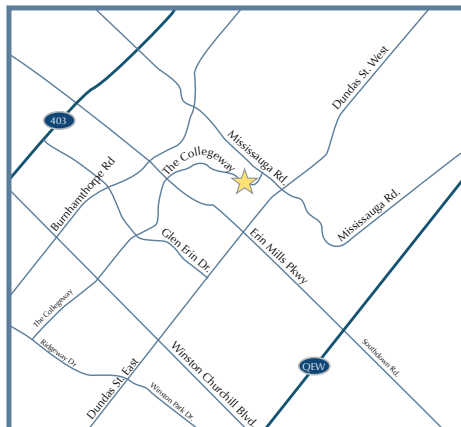 Dundas St. West
403
Mississauga Rd.
The Collegeway
Burnhamthorpe Rd
Mississauga Rd.
Glen Erin Dr.
Erin Mills Pkwy
The Collegeway
Ridgeway Dr
Southdown Rd.
Winston Churchill Blvd.
QEW
Dundas St. East
Winston Park Dr.